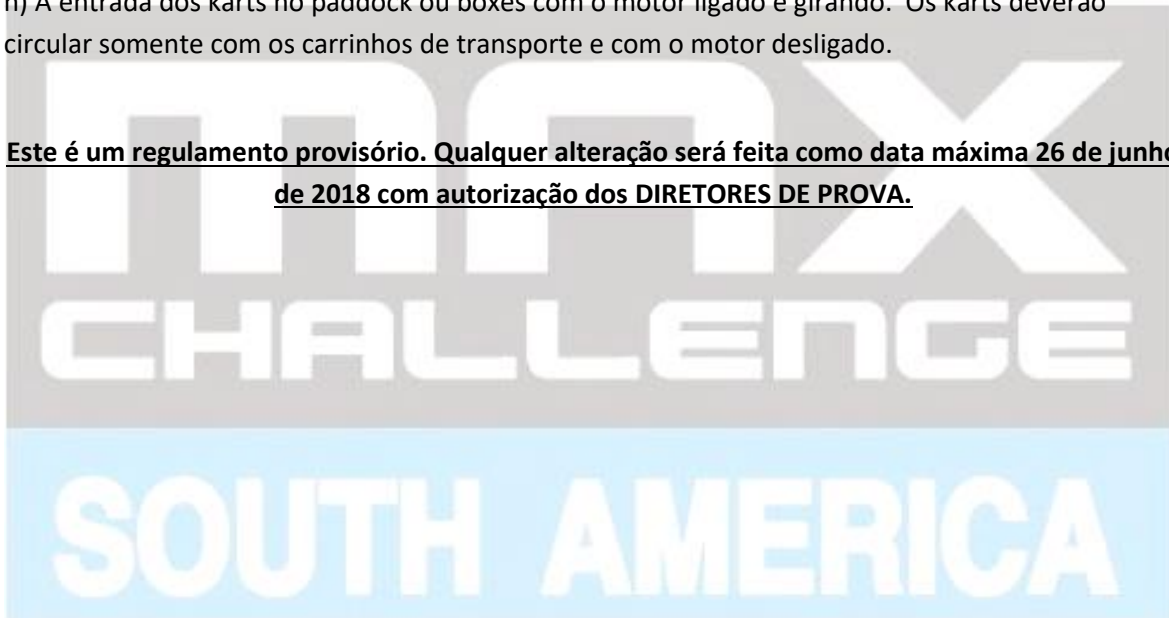 n) A entrada dos karts no paddock ou boxes com o motor ligado e girando. Os karts deverão
circular somente com os carrinhos de transporte e com o motor desligado.
Este é um regulamento provisório. Qualquer alteração será feita como data máxima 26 de junho
de 2018 com autorização dos DIRETORES DE PROVA.
MAX
CHALLENGE
SOUTH AMERICA